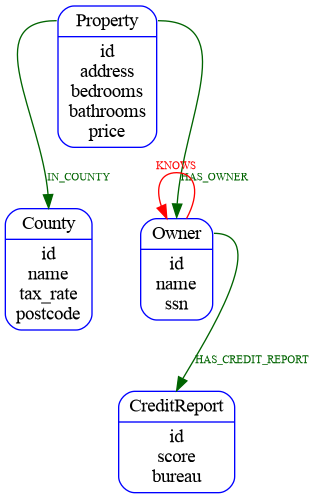 Property
id
address
bedrooms
bathrooms
price
KNOWS
IN_COUNTY
HAS_OWNER
County
id
name
tax_rate
postcode
Owner
id
name
ssn
HAS_CREDIT_REPORT
CreditReport
id
score
bureau